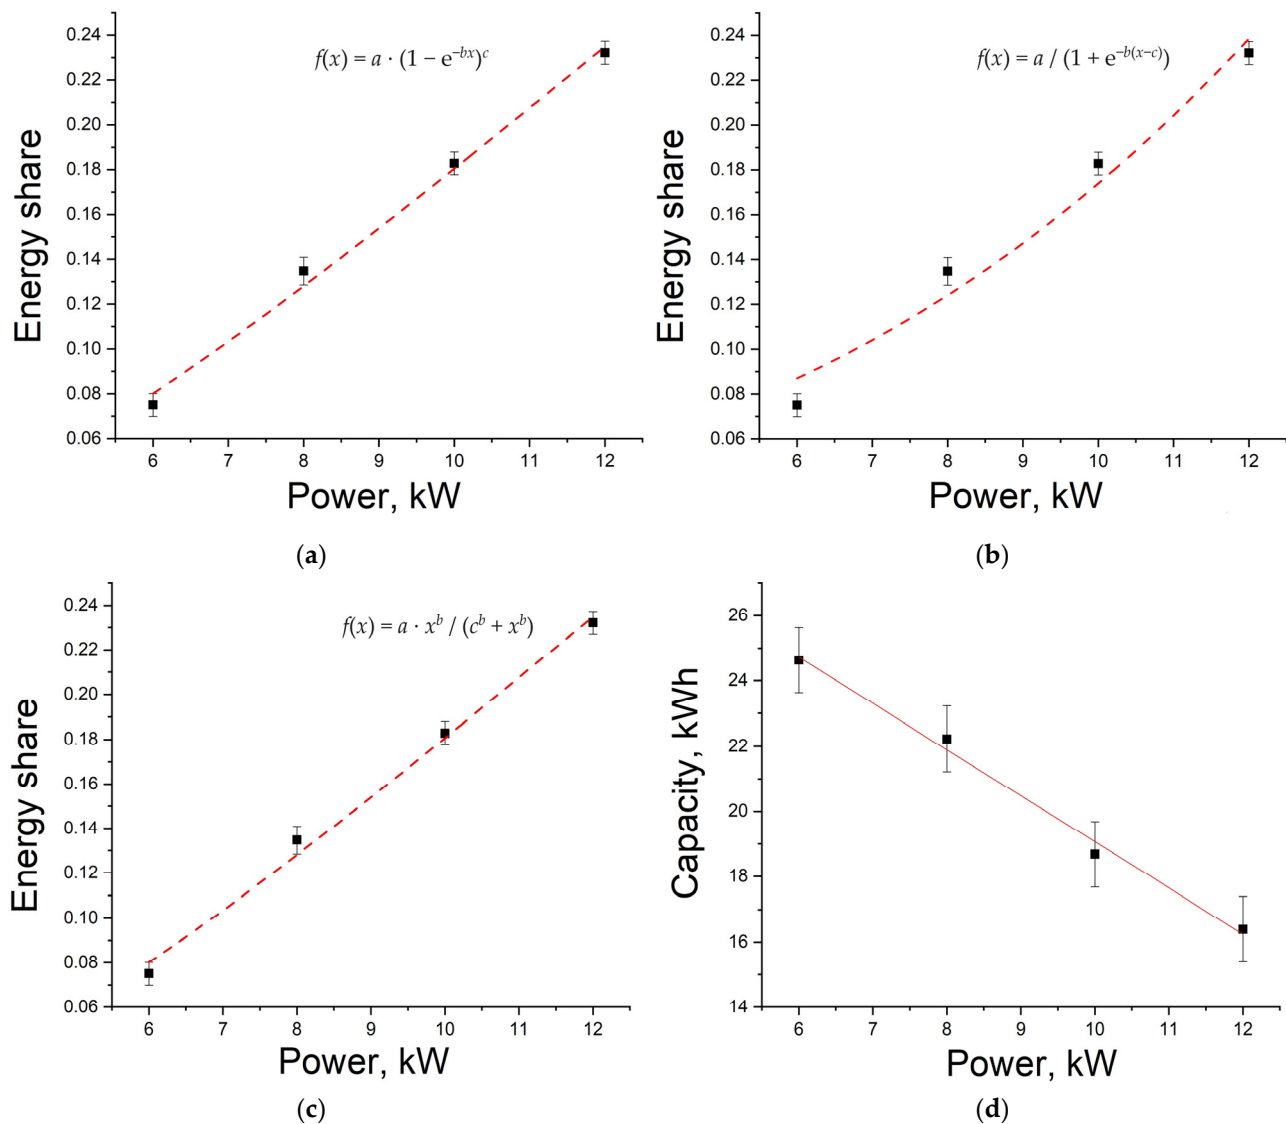 f(x) = a · (1 − e^{−bx})^c
0.24
0.22
0.20
0.18
0.16
0.14
0.12
0.10
0.08
0.06
Energy share
6 7 8 9 10 11 12
Power, kW
(a)
f(x) = a / (1 + e^{−b(x−c)})
0.24
0.22
0.20
0.18
0.16
0.14
0.12
0.10
0.08
0.06
Energy share
6 7 8 9 10 11 12
Power, kW
(b)
f(x) = a · x^b / (c^b + x^b)
0.24
0.22
0.20
0.18
0.16
0.14
0.12
0.10
0.08
0.06
Energy share
6 7 8 9 10 11 12
Power, kW
(c)
26
24
22
20
18
16
14
Capacity, kWh
6 7 8 9 10 11 12
Power, kW
(d)